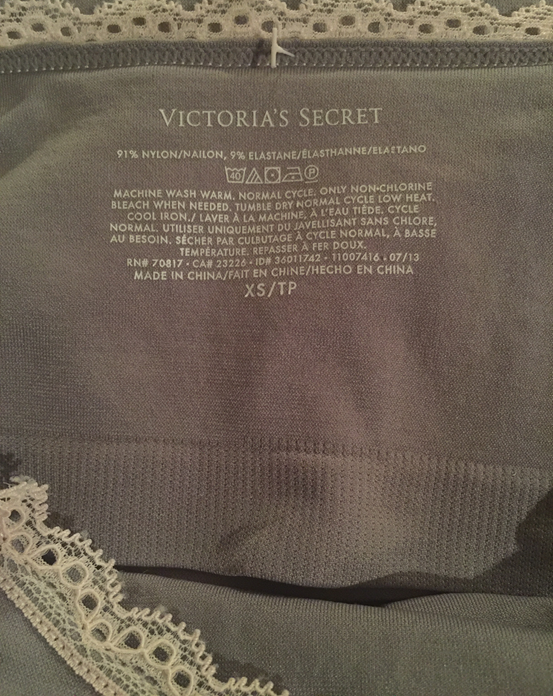 VICTORIA'S SECRET
91% NYLON/NAILON, 9% ELASTANE/ÉLASTHANNE/ELASTANO
40 P
MACHINE WASH WARM. NORMAL CYCLE. ONLY NON-CHLORINE
BLEACH WHEN NEEDED. TUMBLE DRY NORMAL CYCLE LOW HEAT.
COOL IRON./ LAVER À LA MACHINE, À L'EAU TIÈDE. CYCLE
NORMAL. UTILISER UNIQUEMENT DU JAVELLISANT SANS CHLORE,
AU BESOIN. SÉCHER PAR CULBUTAGE À CYCLE NORMAL, À BASSE
TEMPÉRATURE. REPASSER À FER DOUX.
RN# 70817 • CA# 23226 • ID# 36011742 • 11007416 • 07/13
MADE IN CHINA/FAIT EN CHINE/HECHO EN CHINA
XS/TP